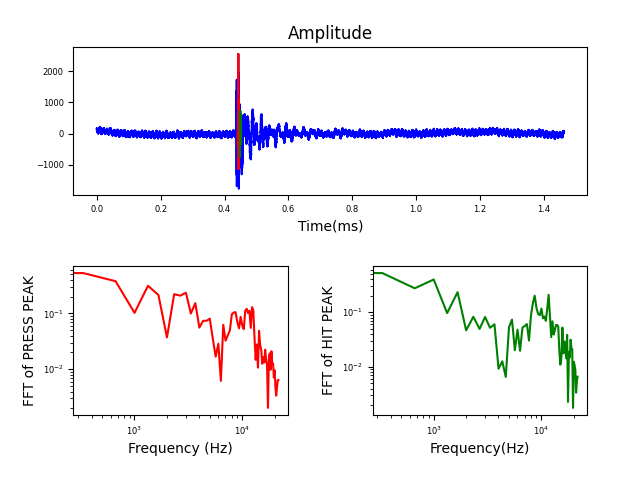 Amplitude
2000
1000
0
−1000
0.0 0.2 0.4 0.6 0.8 1.0 1.2 1.4
Time(ms)
FFT of PRESS PEAK
10⁻¹
10⁻²
10³ 10⁴
Frequency (Hz)
FFT of HIT PEAK
10⁻¹
10⁻²
10³ 10⁴
Frequency(Hz)